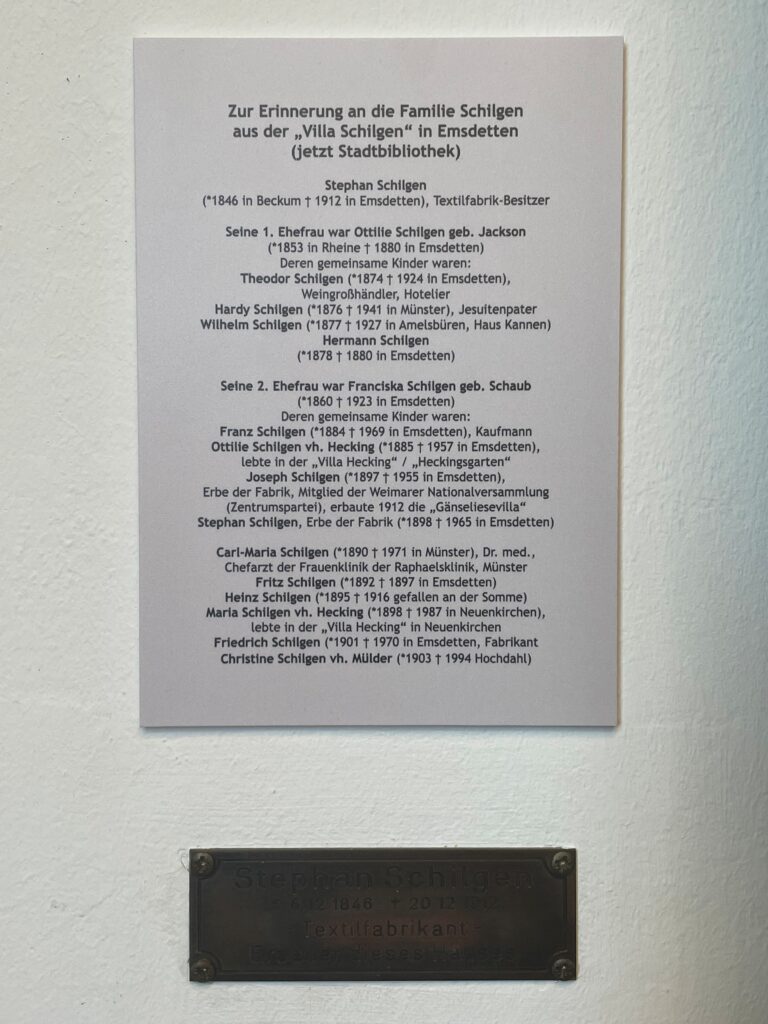 Zur Erinnerung an die Familie Schilgen
aus der „Villa Schilgen“ in Emsdetten
(jetzt Stadtbibliothek)
Stephan Schilgen
(*1846 in Beckum † 1912 in Emsdetten), Textilfabrik-Besitzer
Seine 1. Ehefrau war Ottilie Schilgen geb. Jackson
(*1853 in Rheine † 1880 in Emsdetten)
Deren gemeinsame Kinder waren:
Theodor Schilgen (*1874 † 1924 in Emsdetten),
Weingroßhändler, Hotelier
Hardy Schilgen (*1876 † 1941 in Münster), Jesuitenpater
Wilhelm Schilgen (*1877 † 1927 in Amelsbüren, Haus Kannen)
Hermann Schilgen
(*1878 † 1880 in Emsdetten)
Seine 2. Ehefrau war Franciska Schilgen geb. Schaub
(*1860 † 1923 in Emsdetten)
Deren gemeinsame Kinder waren:
Franz Schilgen (*1884 † 1969 in Emsdetten), Kaufmann
Ottilie Schilgen vh. Hecking (*1885 † 1957 in Emsdetten),
lebte in der „Villa Hecking“ / „Heckingsgarten“
Joseph Schilgen (*1897 † 1955 in Emsdetten),
Erbe der Fabrik, Mitglied der Weimarer Nationalversammlung
(Zentrumspartei), erbaute 1912 die „Gänseliesevilla“
Stephan Schilgen, Erbe der Fabrik (*1898 † 1965 in Emsdetten)
Carl-Maria Schilgen (*1890 † 1971 in Münster), Dr. med.,
Chefarzt der Frauenklinik der Raphaelsklinik, Münster
Fritz Schilgen (*1892 † 1897 in Emsdetten)
Heinz Schilgen (*1895 † 1916 gefallen an der Somme)
Maria Schilgen vh. Hecking (*1898 † 1987 in Neuenkirchen),
lebte in der „Villa Hecking“ in Neuenkirchen
Friedrich Schilgen (*1901 † 1970 in Emsdetten, Fabrikant
Christine Schilgen vh. Mülder (*1903 † 1994 Hochdahl)
Stephan Schilgen
* 6.12.1846 † 20.12.1912
- Textilfabrikant -
Erbauer dieses Hauses